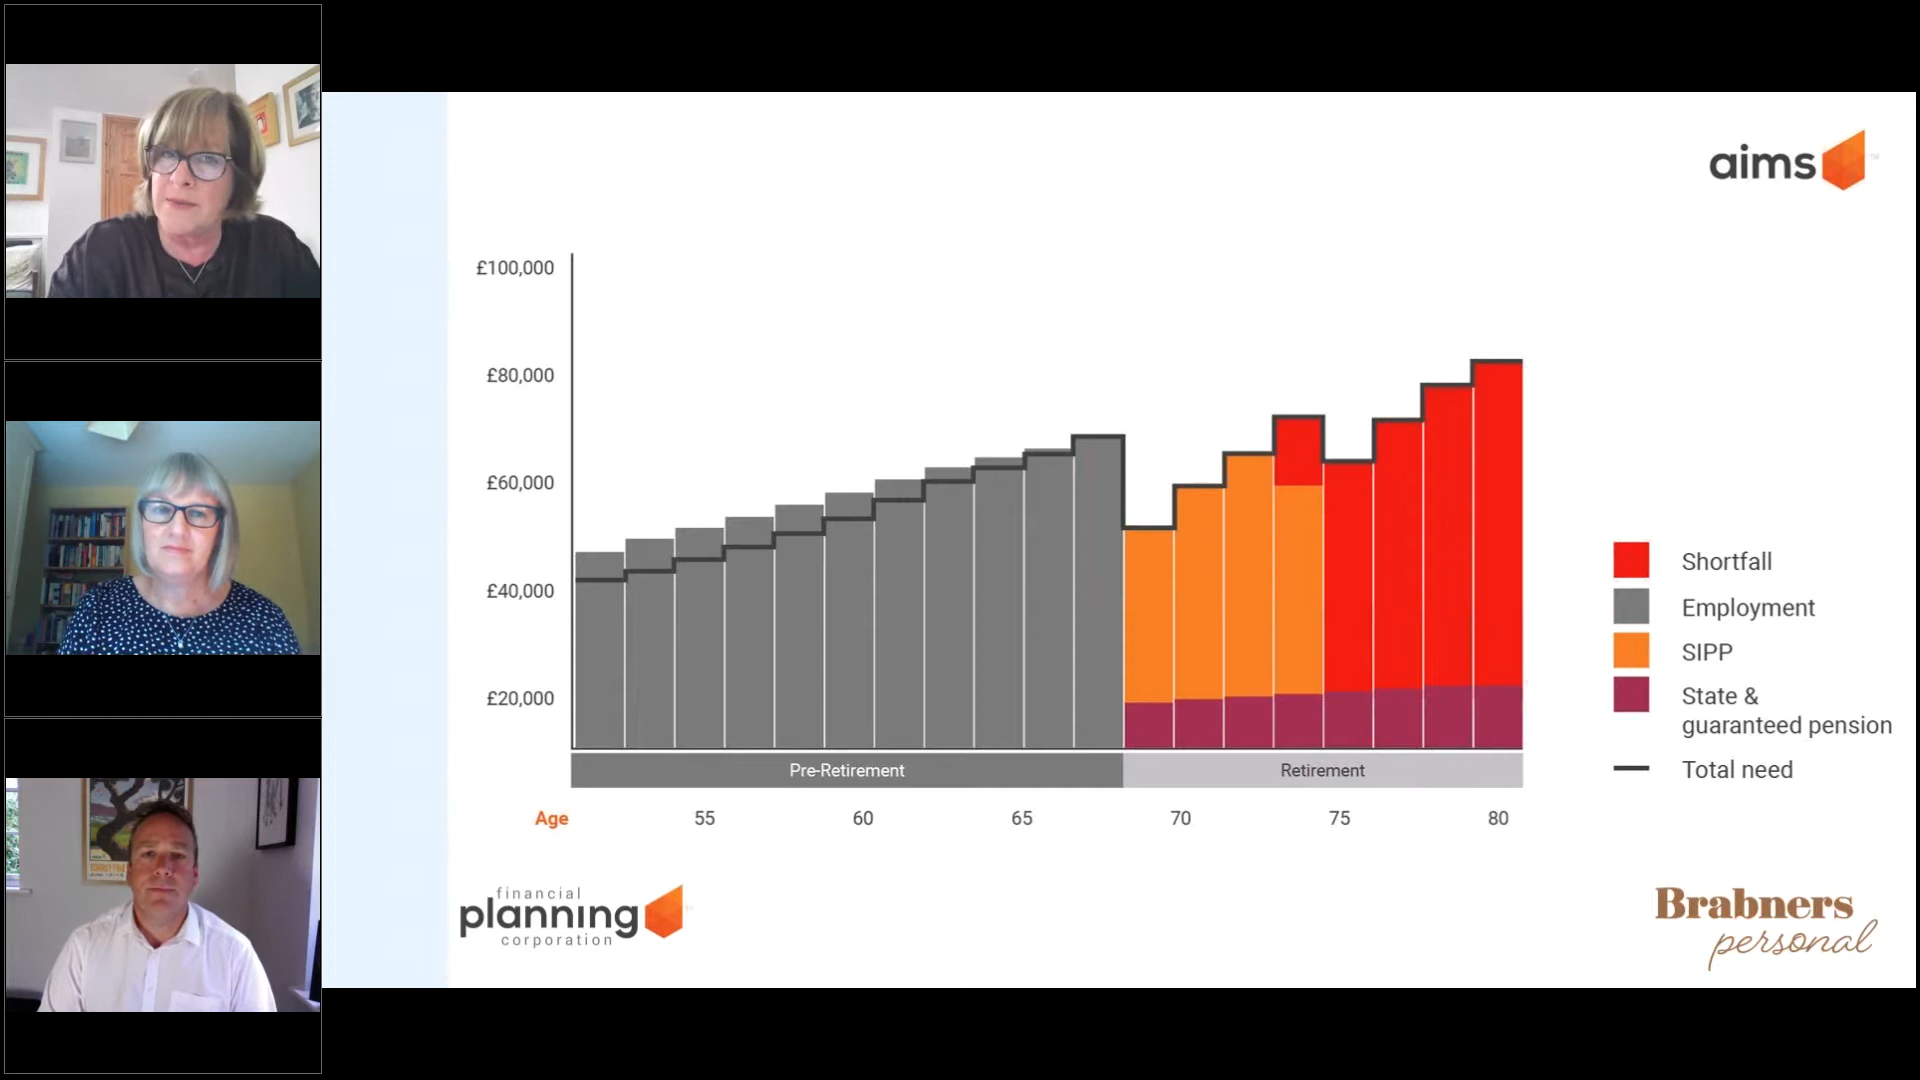 aims
£100,000
£80,000
£60,000
£40,000
£20,000
Shortfall
Employment
SIPP
State &
guaranteed pension
Total need
Pre-Retirement
Retirement
Age
55
60
65
70
75
80
financial
planning
corporation
Brabners
personal